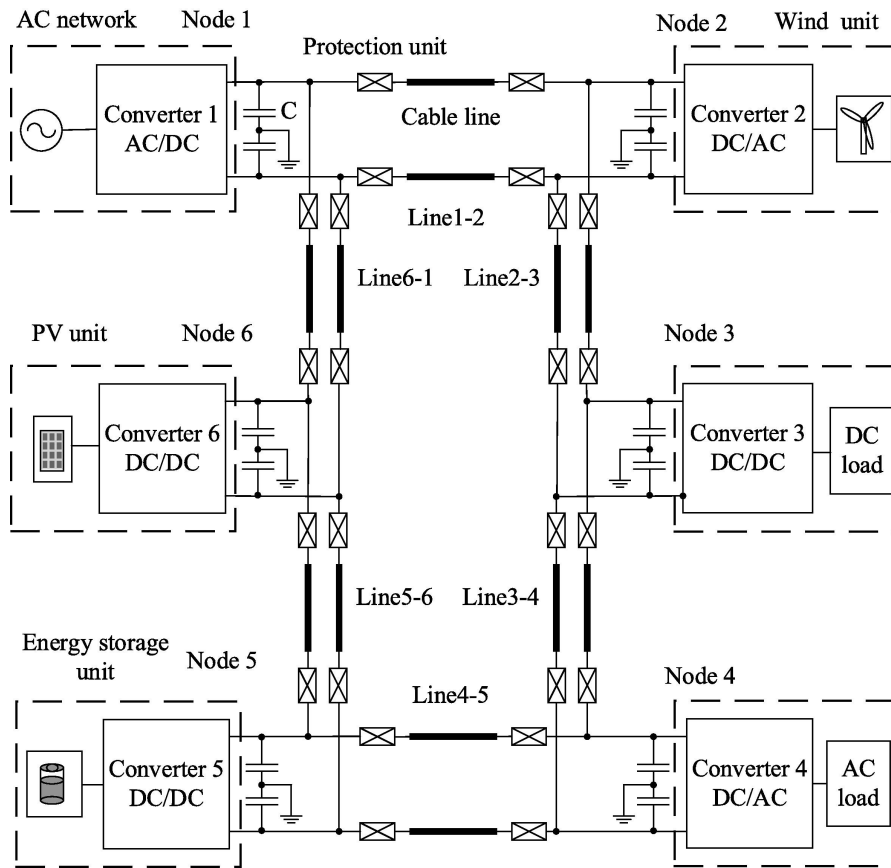 AC network
Node 1
Protection unit
Node 2
Wind unit
Converter 1
AC/DC
C
Cable line
Converter 2
DC/AC
Line1-2
Line6-1
Line2-3
PV unit
Node 6
Node 3
Converter 6
DC/DC
Converter 3
DC/DC
DC
load
Line5-6
Line3-4
Energy storage
unit
Node 5
Line4-5
Node 4
Converter 5
DC/DC
Converter 4
DC/AC
AC
load